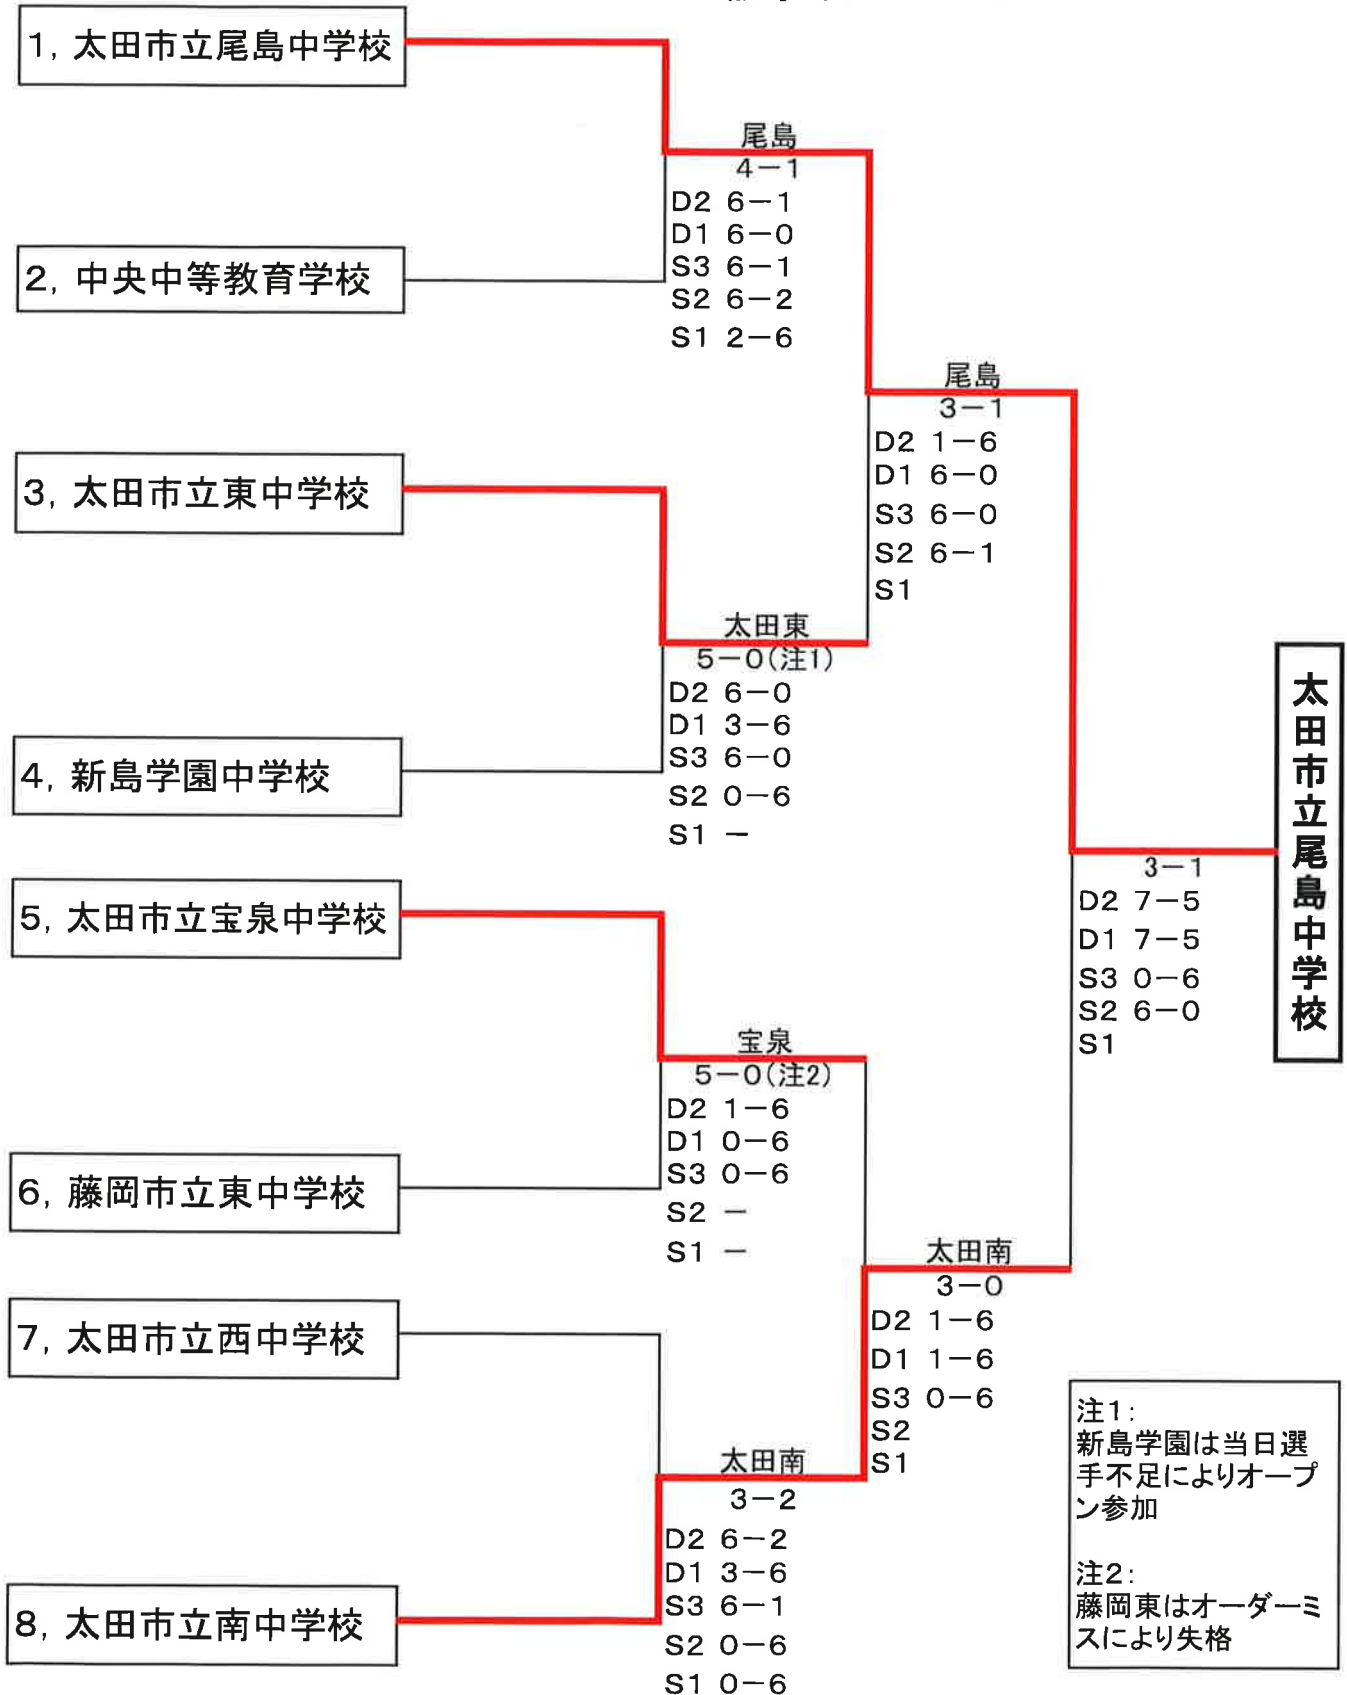 1, 太田市立尾島中学校
尾島
4－1
D2 6－1
D1 6－0
S3 6－1
S2 6－2
S1 2－6
2, 中央中等教育学校
尾島
3－1
D2 1－6
D1 6－0
S3 6－0
S2 6－1
S1
3, 太田市立東中学校
太田東
5－0(注1)
D2 6－0
D1 3－6
S3 6－0
S2 0－6
S1 －
4, 新島学園中学校
太田市立尾島中学校
3－1
D2 7－5
D1 7－5
S3 0－6
S2 6－0
S1
5, 太田市立宝泉中学校
宝泉
5－0(注2)
D2 1－6
D1 0－6
S3 0－6
S2 －
S1 －
6, 藤岡市立東中学校
太田南
3－0
D2 1－6
D1 1－6
S3 0－6
S2
S1
7, 太田市立西中学校
太田南
3－2
D2 6－2
D1 3－6
S3 6－1
S2 0－6
S1 0－6
8, 太田市立南中学校
注1:
新島学園は当日選
手不足によりオープ
ン参加
注2:
藤岡東はオーダーミ
スにより失格